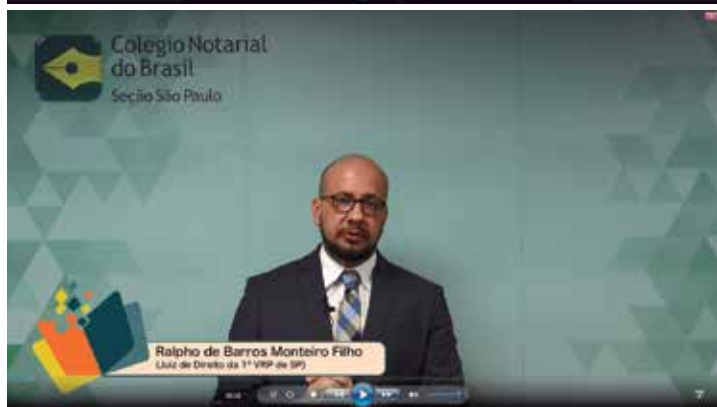 Colégio Notarial
do Brasil
Seção São Paulo
Ralpho de Barros Monteiro Filho
(Juiz de Direito da 1ª VRP de SP)